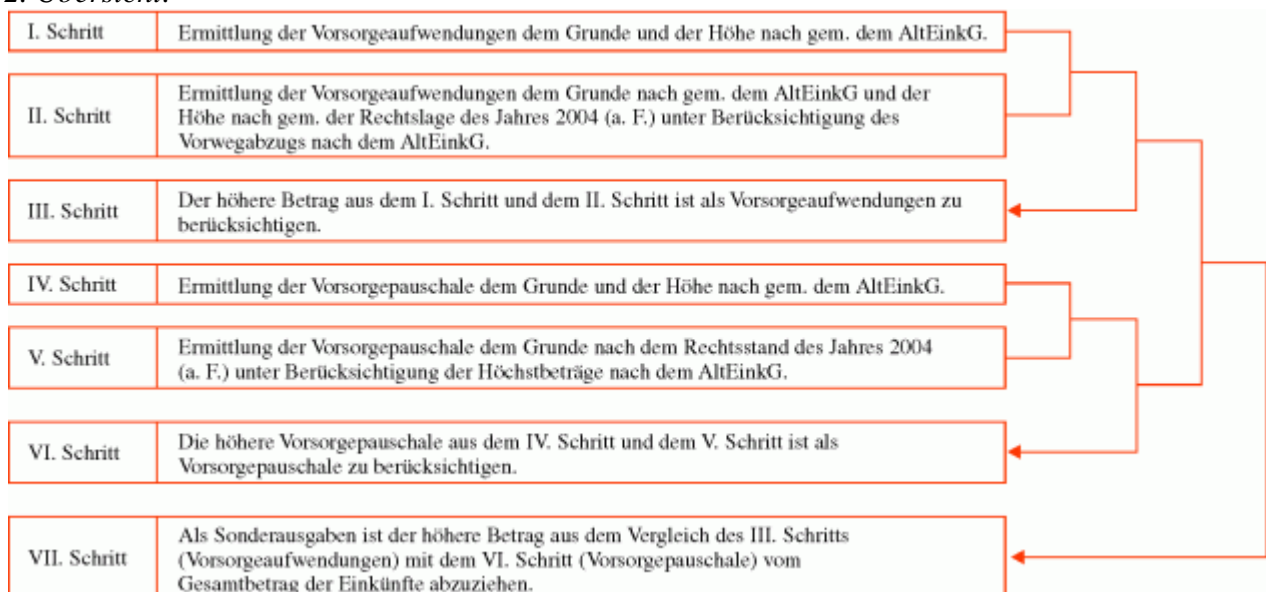 2. Übersicht:
I. Schritt
Ermittlung der Vorsorgeaufwendungen dem Grunde und der Höhe nach gem. dem AltEinkG.
II. Schritt
Ermittlung der Vorsorgeaufwendungen dem Grunde nach gem. dem AltEinkG und der
Höhe nach gem. der Rechtslage des Jahres 2004 (a. F.) unter Berücksichtigung des
Vorwegabzugs nach dem AltEinkG.
III. Schritt
Der höhere Betrag aus dem I. Schritt und dem II. Schritt ist als Vorsorgeaufwendungen zu
berücksichtigen.
IV. Schritt
Ermittlung der Vorsorgepauschale dem Grunde und der Höhe nach gem. dem AltEinkG.
V. Schritt
Ermittlung der Vorsorgepauschale dem Grunde nach dem Rechtsstand des Jahres 2004
(a. F.) unter Berücksichtigung der Höchstbeträge nach dem AltEinkG.
VI. Schritt
Die höhere Vorsorgepauschale aus dem IV. Schritt und dem V. Schritt ist als
Vorsorgepauschale zu berücksichtigen.
VII. Schritt
Als Sonderausgaben ist der höhere Betrag aus dem Vergleich des III. Schritts
(Vorsorgeaufwendungen) mit dem VI. Schritt (Vorsorgepauschale) vom
Gesamtbetrag der Einkünfte abzuziehen.